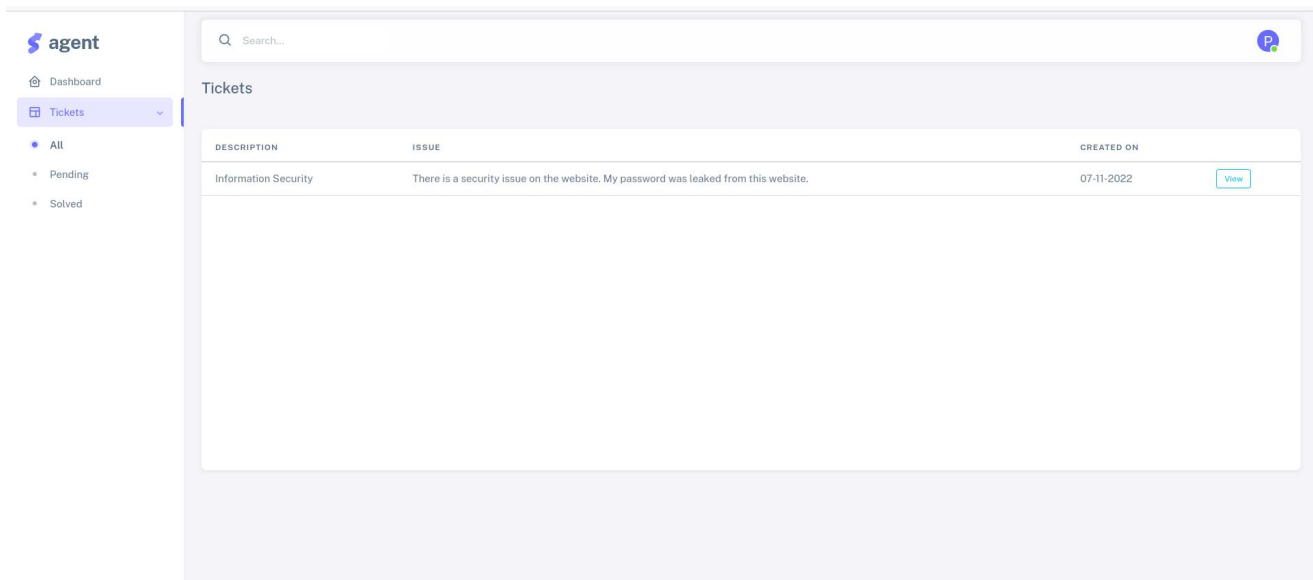 agent
Search...
P
Dashboard
Tickets
All
Pending
Solved
Tickets
DESCRIPTION ISSUE CREATED ON
Information Security There is a security issue on the website. My password was leaked from this website. 07-11-2022 View